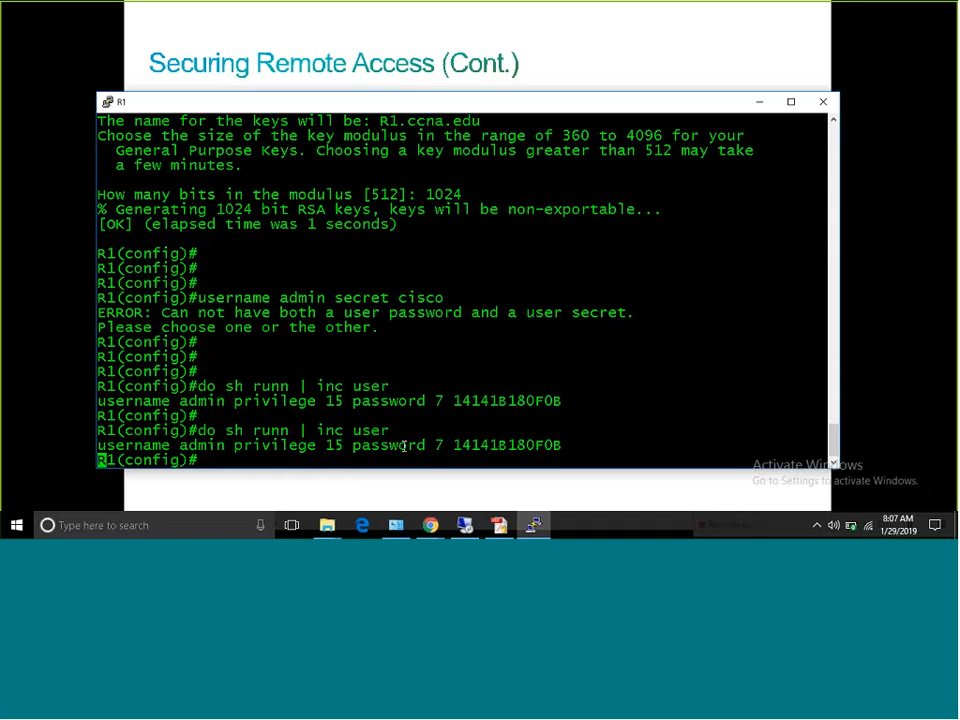 Securing Remote Access (Cont.)
R1
The name for the keys will be: R1.ccna.edu
Choose the size of the key modulus in the range of 360 to 4096 for your
General Purpose Keys. Choosing a key modulus greater than 512 may take
a few minutes.
How many bits in the modulus [512]: 1024
% Generating 1024 bit RSA keys, keys will be non-exportable...
[OK] (elapsed time was 1 seconds)
R1(config)#
R1(config)#
R1(config)#
R1(config)#username admin secret cisco
ERROR: Can not have both a user password and a user secret.
Please choose one or the other.
R1(config)#
R1(config)#
R1(config)#
R1(config)#do sh runn | inc user
username admin privilege 15 password 7 14141B180F0B
R1(config)#
R1(config)#do sh runn | inc user
username admin privilege 15 password 7 14141B180F0B
R1(config)#
Activate Windows
Go to Settings to activate Windows.
Type here to search
8:07 AM
1/29/2019